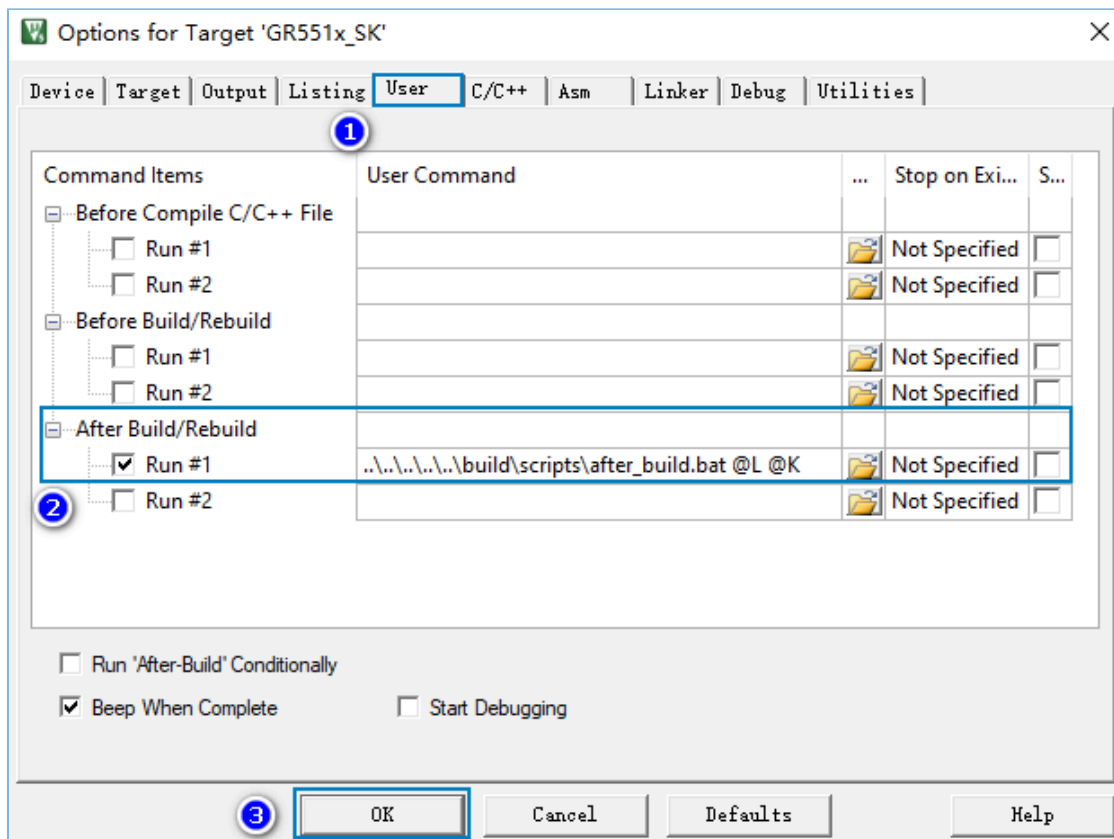 Options for Target 'GR551x_SK'
Device Target Output Listing User C/C++ Asm Linker Debug Utilities
1
Command Items User Command ... Stop on Exi... S...
Before Compile C/C++ File
Run #1 Not Specified
Run #2 Not Specified
Before Build/Rebuild
Run #1 Not Specified
Run #2 Not Specified
After Build/Rebuild
Run #1 ..\..\..\..\..\build\scripts\after_build.bat @L @K Not Specified
2 Run #2 Not Specified
Run 'After-Build' Conditionally
Beep When Complete Start Debugging
3 OK Cancel Defaults Help